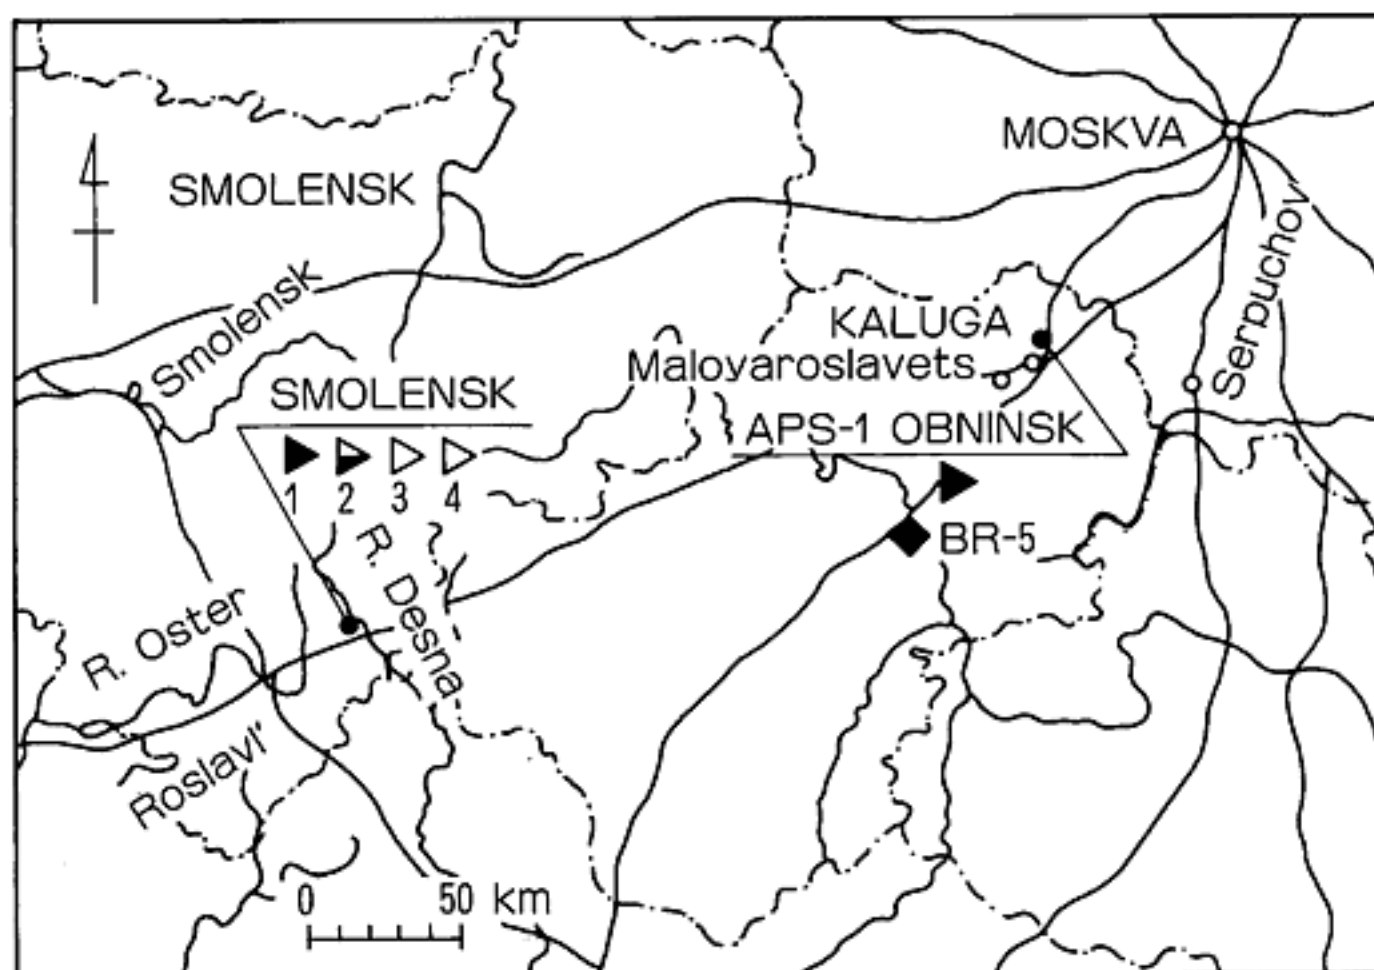 MOSKVA
SMOLENSK
Serpuchov
Smolensk
KALUGA
Maloyaroslavets
SMOLENSK
APS-1 OBNINSK
1 2 3 4
BR-5
R. Desna
R. Oster
Roslavl'
0 50 km